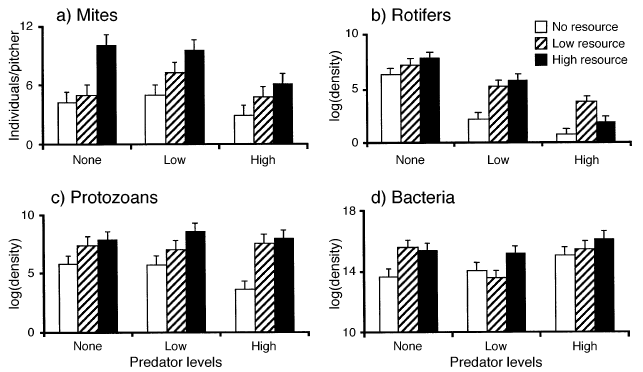 a) Mites
Individuals/pitcher
12
6
0
None Low High
b) Rotifers
No resource
Low resource
High resource
log(density)
10
5
0
None Low High
c) Protozoans
log(density)
10
5
0
None Low High
Predator levels
d) Bacteria
log(density)
18
14
10
None Low High
Predator levels